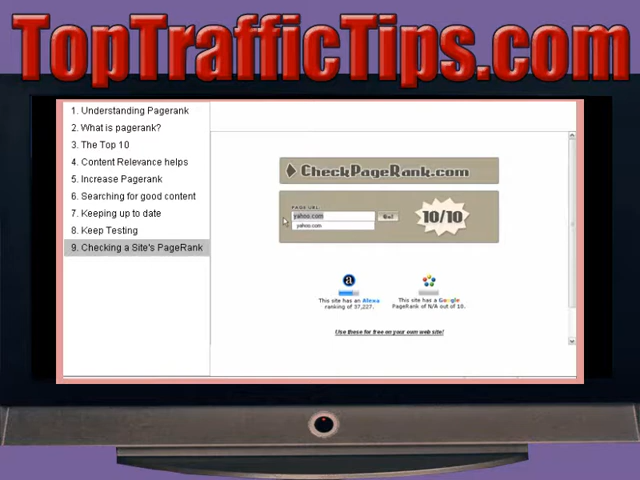 TopTrafficTips.com
1. Understanding Pagerank
2. What is pagerank?
3. The Top 10
4. Content Relevance helps
5. Increase Pagerank
6. Searching for good content
7. Keeping up to date
8. Keep Testing
9. Checking a Site's PageRank
CheckPageRank.com
PAGE URL:
yahoo.com
Go!
yahoo.com
10/10
This site has an Alexa
ranking of 37,227.
This site has a Google
PageRank of N/A out of 10.
Use these for free on your own web site!